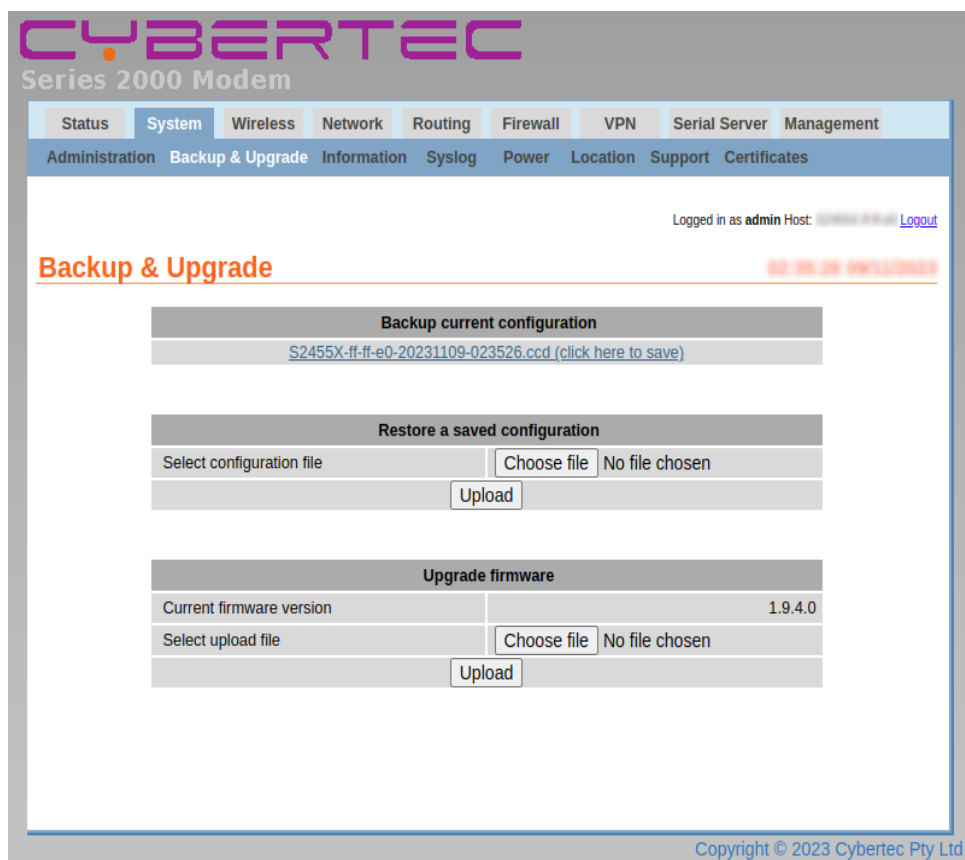 CYBERTEC
Series 2000 Modem
Status System Wireless Network Routing Firewall VPN Serial Server Management
Administration Backup & Upgrade Information Syslog Power Location Support Certificates
Logged in as admin Host: Logout
Backup & Upgrade
Backup current configuration
S2455X-ff-ff-e0-20231109-023526.ccd (click here to save)
Restore a saved configuration
Select configuration file Choose file No file chosen
Upload
Upgrade firmware
Current firmware version 1.9.4.0
Select upload file Choose file No file chosen
Upload
Copyright © 2023 Cybertec Pty Ltd